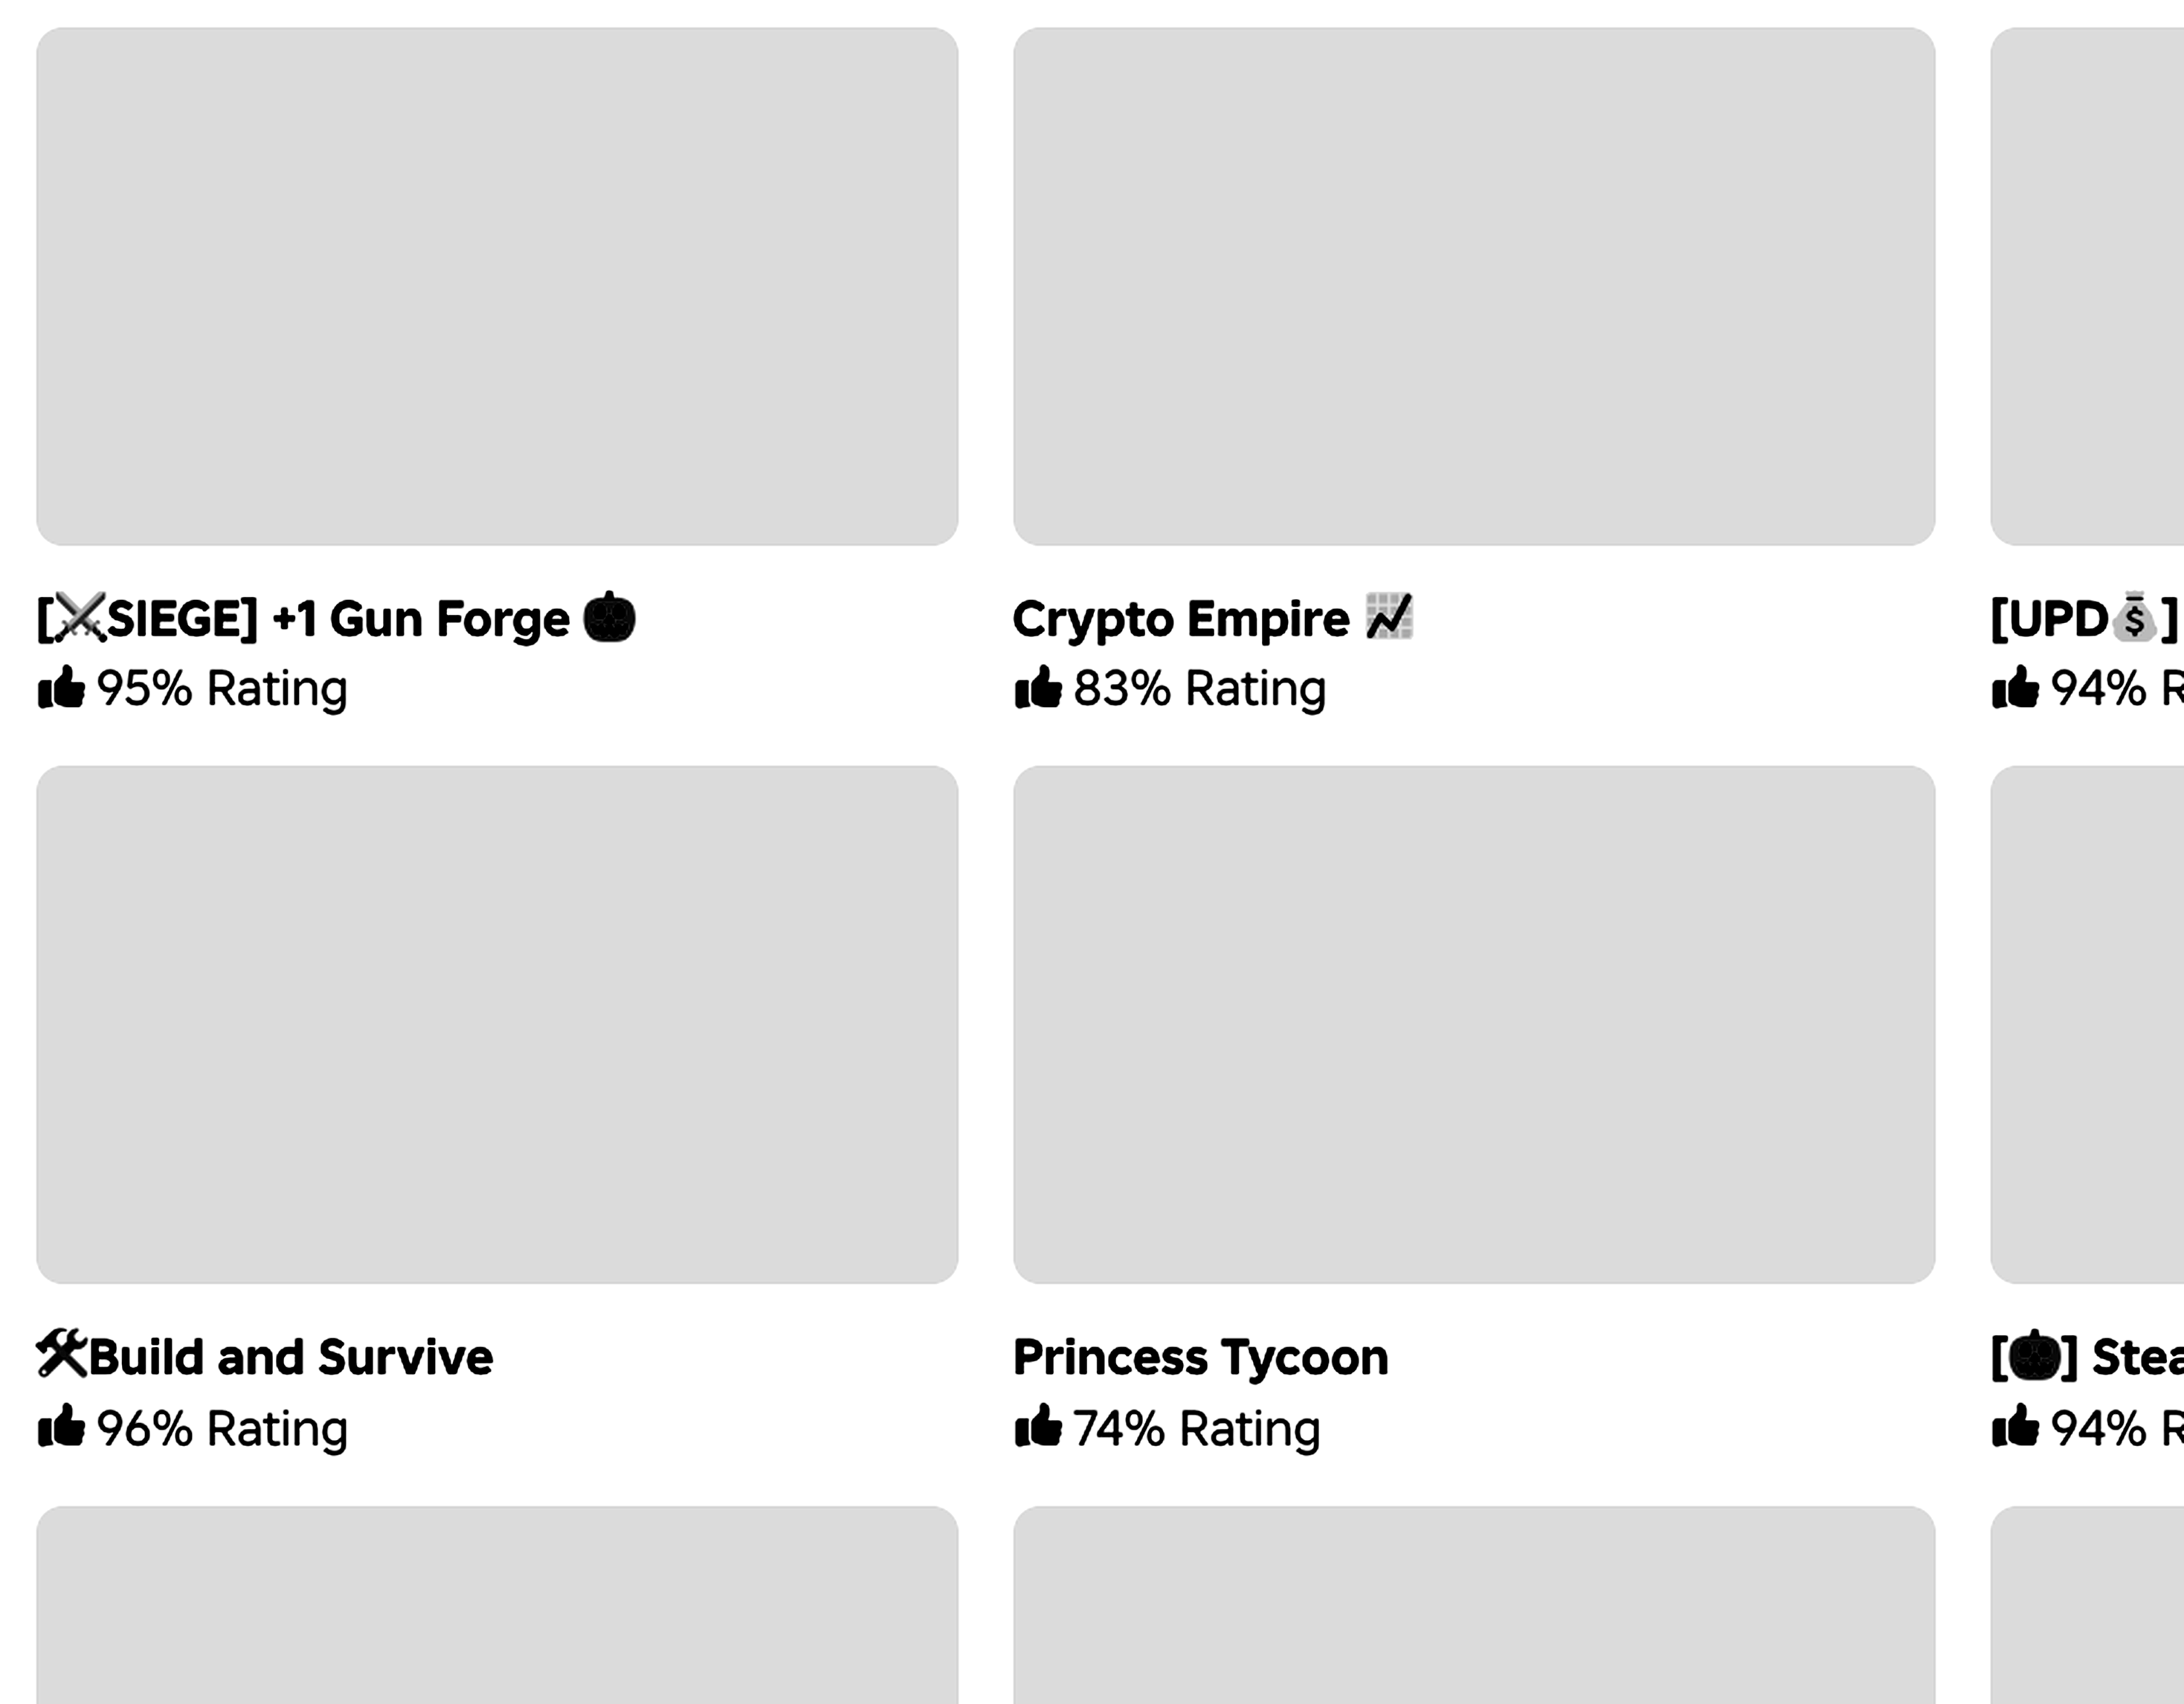 [⚔️SIEGE] +1 Gun Forge 🎃
👍 95% Rating
Crypto Empire 📈
👍 83% Rating
[UPD💰]
👍 94%
🛠️Build and Survive
👍 96% Rating
Princess Tycoon
👍 74% Rating
[🎃]
👍 94%